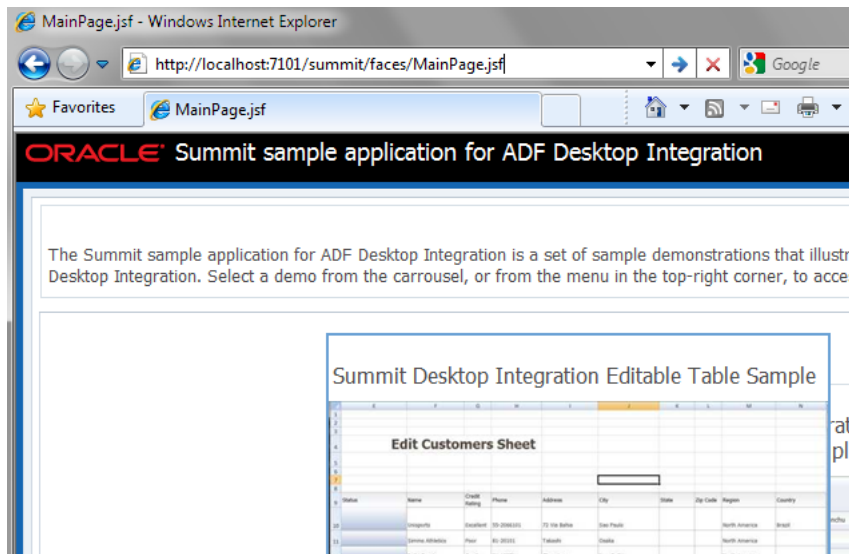 MainPage.jsf - Windows Internet Explorer
http://localhost:7101/summit/faces/MainPage.jsf
Google
Favorites
MainPage.jsf
ORACLE Summit sample application for ADF Desktop Integration
The Summit sample application for ADF Desktop Integration is a set of sample demonstrations that illustr
Desktop Integration. Select a demo from the carrousel, or from the menu in the top-right corner, to acce
Summit Desktop Integration Editable Table Sample
Edit Customers Sheet
Status Name Credit Rating Phone Address City State Zip Code Region Country
Unisports Excellent 55-2066101 72 Via Bahia Sao Paolo North America Brazil
Simms Athletics Poor 81-20101 Takashi Osaka North America